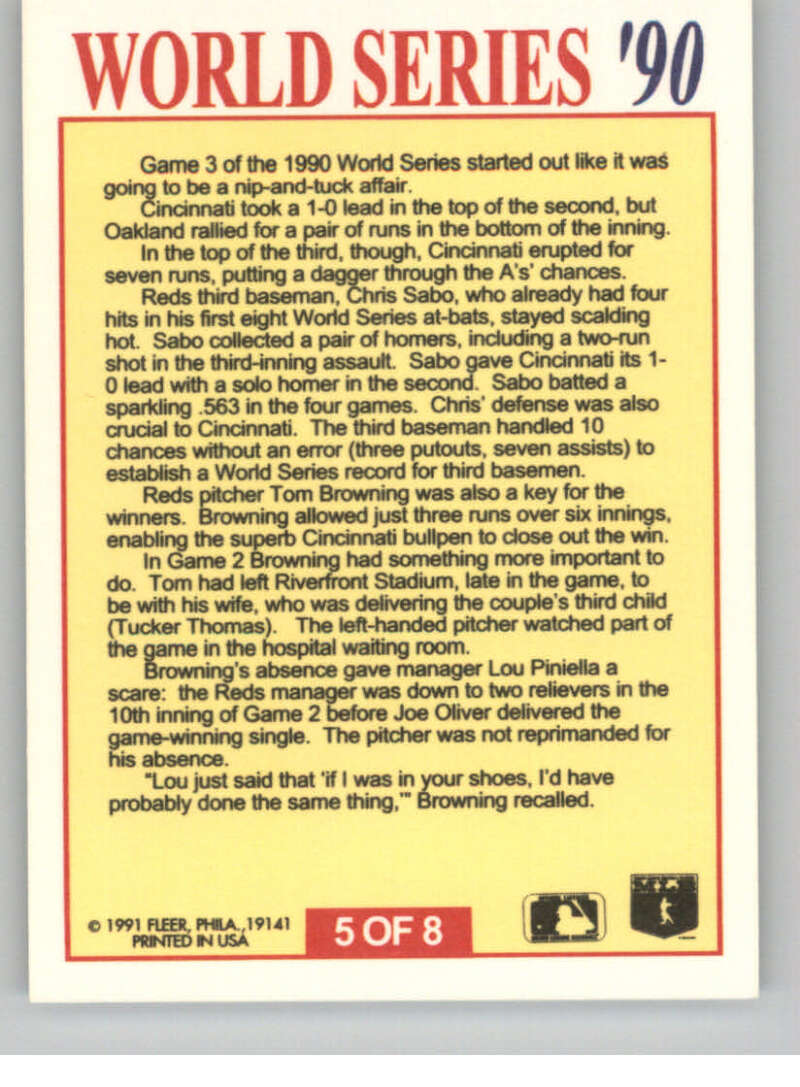 WORLD SERIES '90
Game 3 of the 1990 World Series started out like it was
going to be a nip-and-tuck affair.
Cincinnati took a 1-0 lead in the top of the second, but
Oakland rallied for a pair of runs in the bottom of the inning.
In the top of the third, though, Cincinnati erupted for
seven runs, putting a dagger through the A's' chances.
Reds third baseman, Chris Sabo, who already had four
hits in his first eight World Series at-bats, stayed scalding
hot. Sabo collected a pair of homers, including a two-run
shot in the third-inning assault. Sabo gave Cincinnati its 1-
0 lead with a solo homer in the second. Sabo batted a
sparkling .563 in the four games. Chris' defense was also
crucial to Cincinnati. The third baseman handled 10
chances without an error (three putouts, seven assists) to
establish a World Series record for third basemen.
Reds pitcher Tom Browning was also a key for the
winners. Browning allowed just three runs over six innings,
enabling the superb Cincinnati bullpen to close out the win.
In Game 2 Browning had something more important to
do. Tom had left Riverfront Stadium, late in the game, to
be with his wife, who was delivering the couple's third child
(Tucker Thomas). The left-handed pitcher watched part of
the game in the hospital waiting room.
Browning's absence gave manager Lou Piniella a
scare: the Reds manager was down to two relievers in the
10th inning of Game 2 before Joe Oliver delivered the
game-winning single. The pitcher was not reprimanded for
his absence.
"Lou just said that 'if I was in your shoes, I'd have
probably done the same thing,'" Browning recalled.
© 1991 FLEER, PHILA., 19141
PRINTED IN USA
5 OF 8